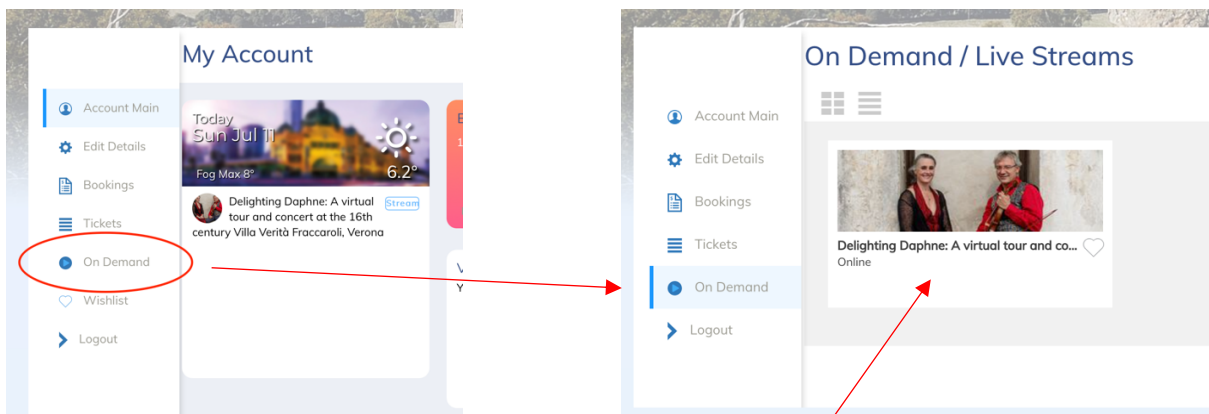 My Account
Account Main
Edit Details
Bookings
Tickets
On Demand
Wishlist
Logout
Today
Sun Jul 11
Fog Max 8°
6.2°
Delighting Daphne: A virtual
Stream
tour and concert at the 16th
century Villa Verità Fraccaroli, Verona
E
1
V
Y
On Demand / Live Streams
Account Main
Edit Details
Bookings
Tickets
On Demand
Logout
Delighting Daphne: A virtual tour and co...
Online